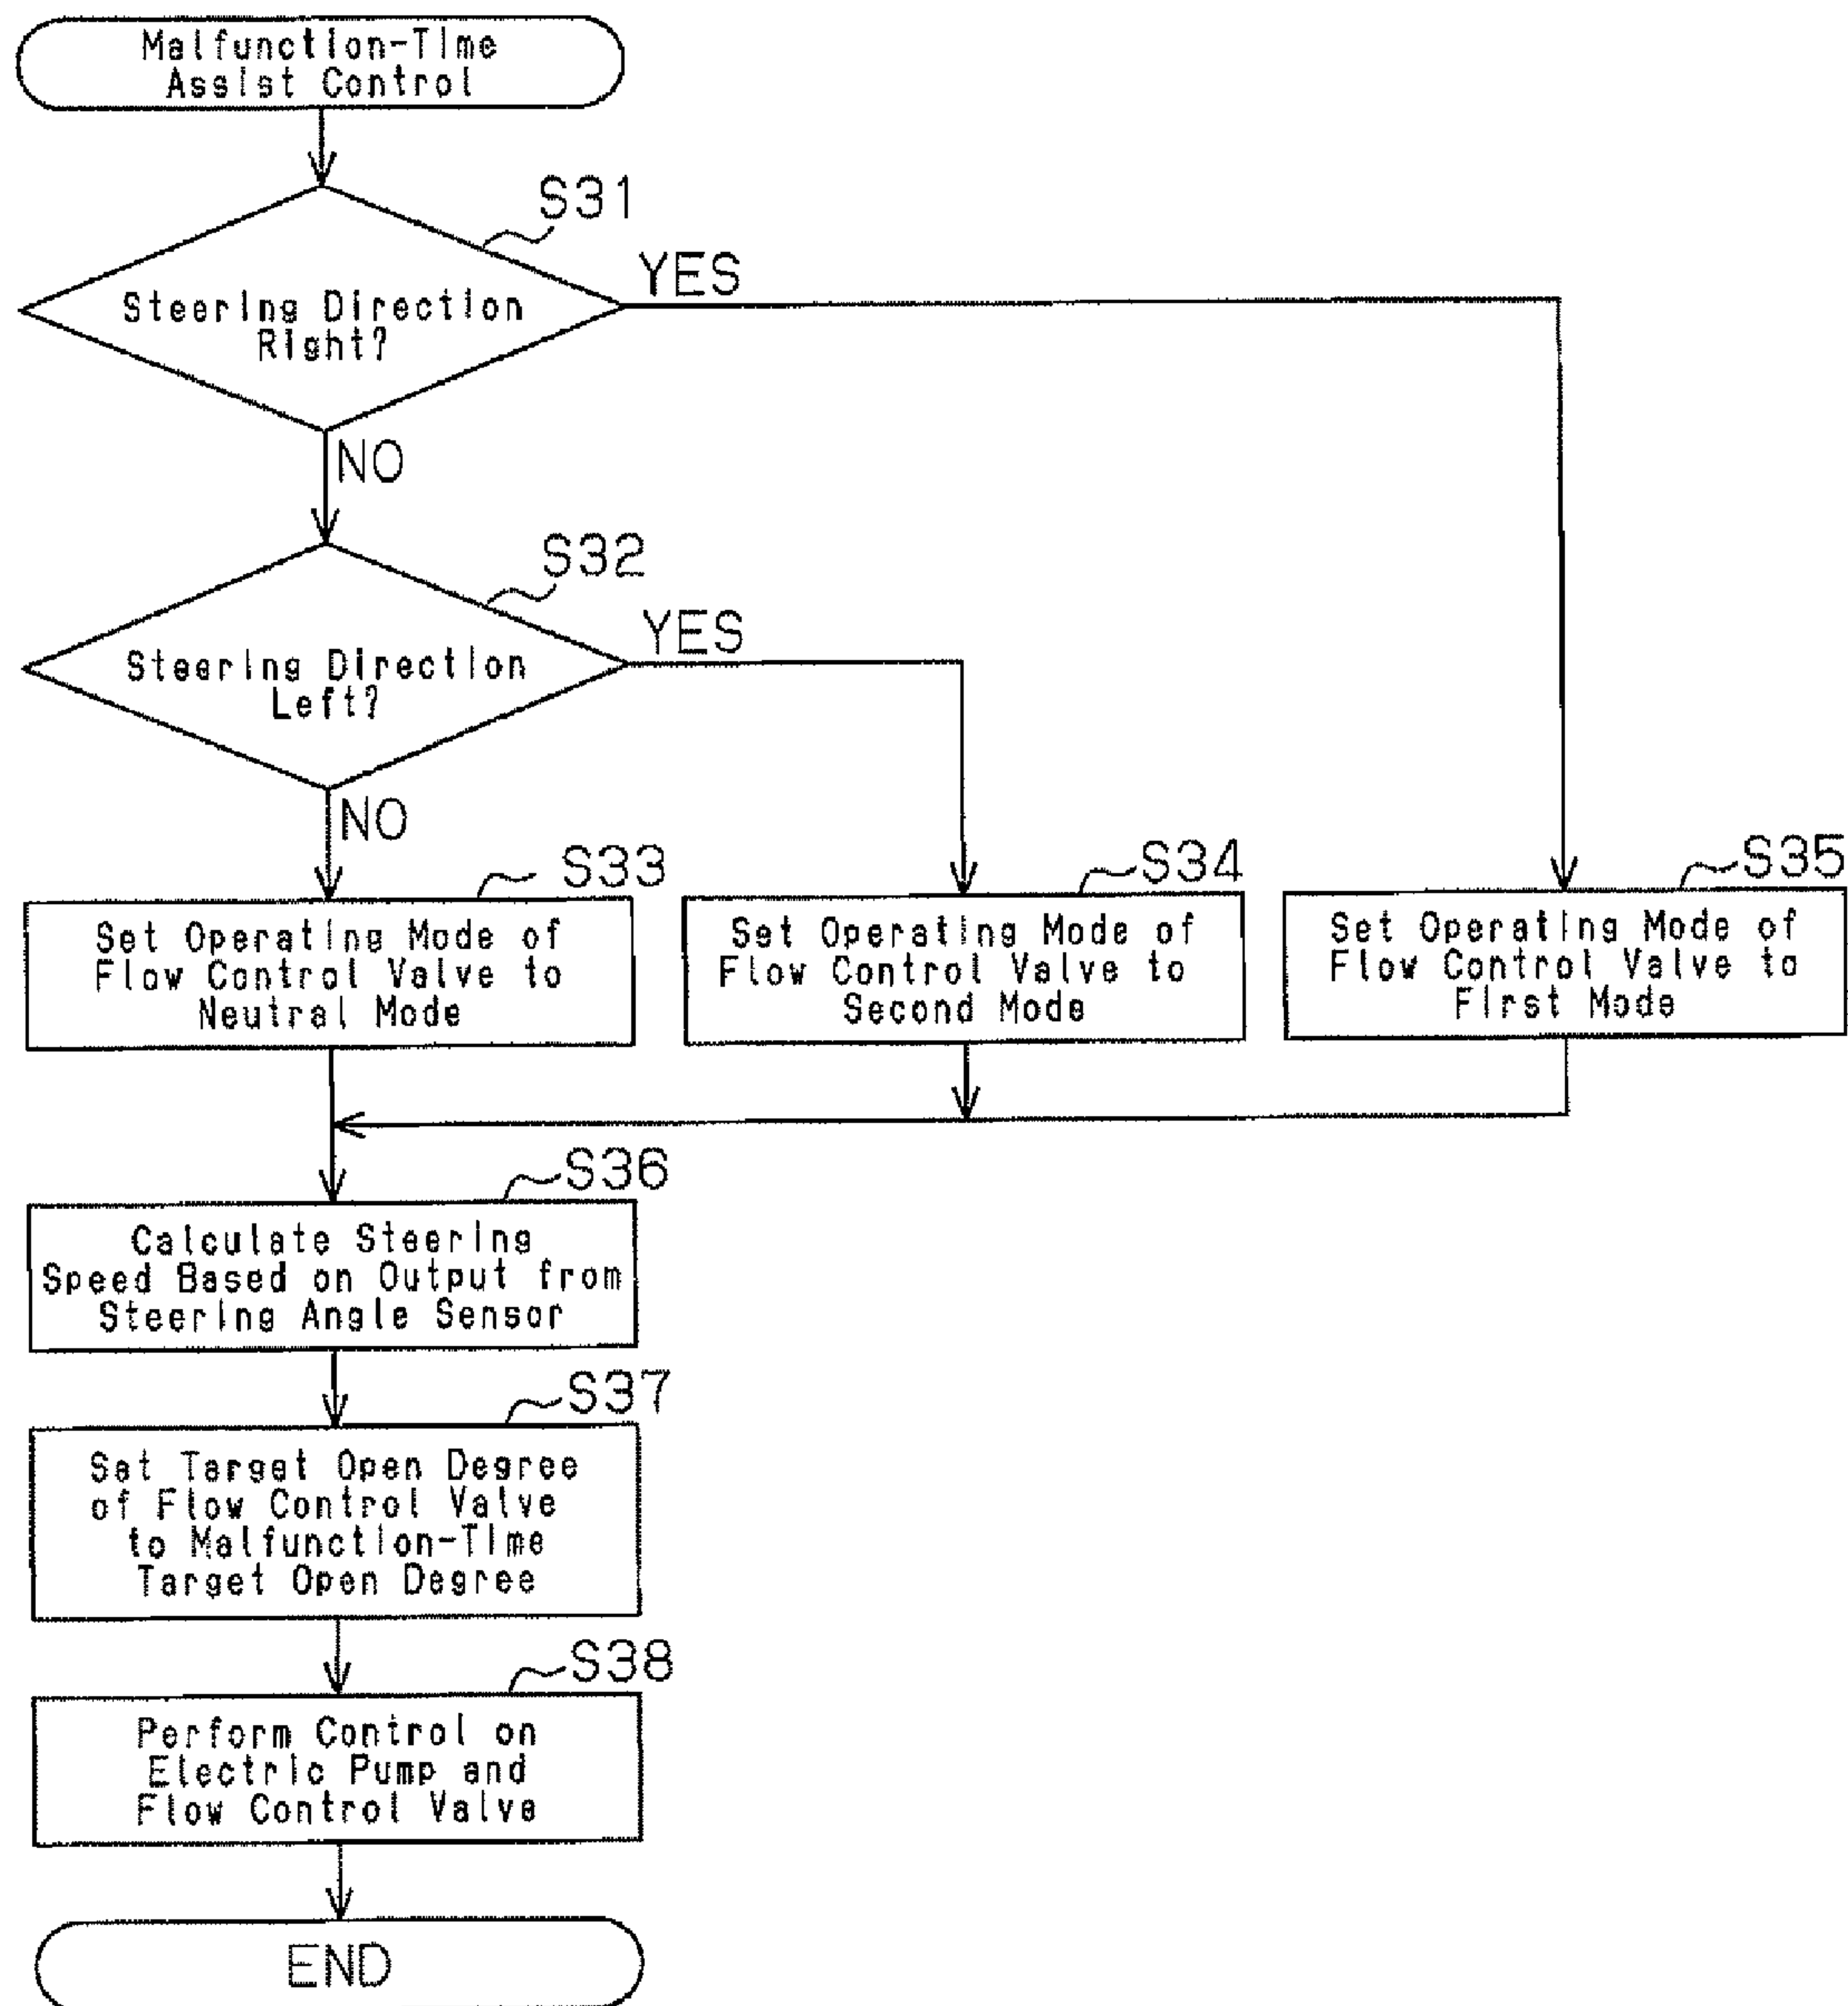 Malfunction-Time
Assist Control
S31
Steering Direction
Right?
YES
NO
S32
Steering Direction
Left?
YES
NO
S33
Set Operating Mode of
Flow Control Valve to
Neutral Mode
S34
Set Operating Mode of
Flow Control Valve to
Second Mode
S35
Set Operating Mode of
Flow Control Valve to
First Mode
S36
Calculate Steering
Speed Based on Output from
Steering Angle Sensor
S37
Set Target Open Degree
of Flow Control Valve
to Malfunction-Time
Target Open Degree
S38
Perform Control on
Electric Pump and
Flow Control Valve
END